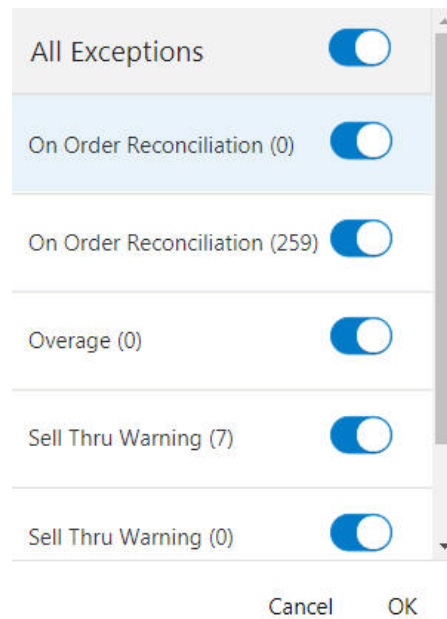 All Exceptions
On Order Reconciliation (0)
On Order Reconciliation (259)
Overage (0)
Sell Thru Warning (7)
Sell Thru Warning (0)
Cancel OK